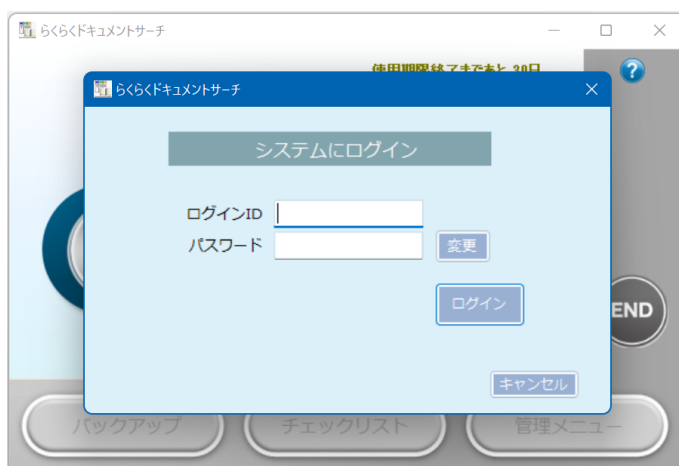 らくらくドキュメントサーチ
使用期限終了まであと 30日
らくらくドキュメントサーチ
システムにログイン
ログインID
パスワード
変更
ログイン
END
キャンセル
バックアップ
チェックリスト
管理メニュー